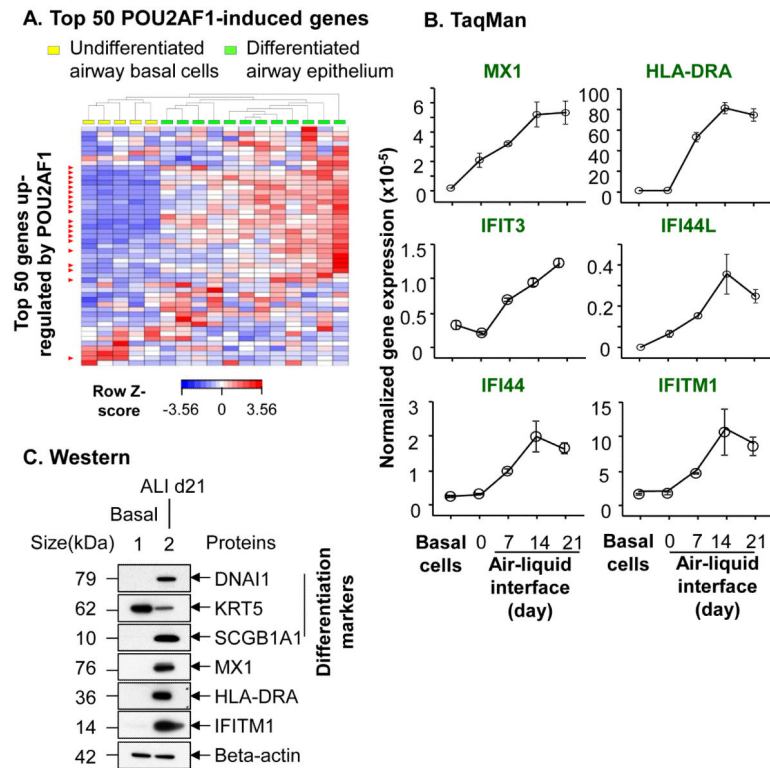 A. Top 50 POU2AF1-induced genes
Undifferentiated
airway basal cells
Differentiated
airway epithelium
Top 50 genes up-
regulated by POU2AF1
Row Z-
score
-3.56 0 3.56
B. TaqMan
Normalized gene expression (x10-5)
MX1
6
4
2
0
HLA-DRA
100
80
60
40
20
0
IFIT3
1.5
1.0
0.5
0.0
IFI44L
0.4
0.2
0
IFI44
3
2
1
0
IFITM1
15
10
5
0
Basal
cells
0 7 14 21
Air-liquid
interface
(day)
Basal
cells
0 7 14 21
Air-liquid
interface
(day)
C. Western
ALI d21
Basal
Size(kDa) 1 2 Proteins
79 DNAI1
62 KRT5
10 SCGB1A1
76 MX1
36 HLA-DRA
14 IFITM1
42 Beta-actin
Differentiation
markers